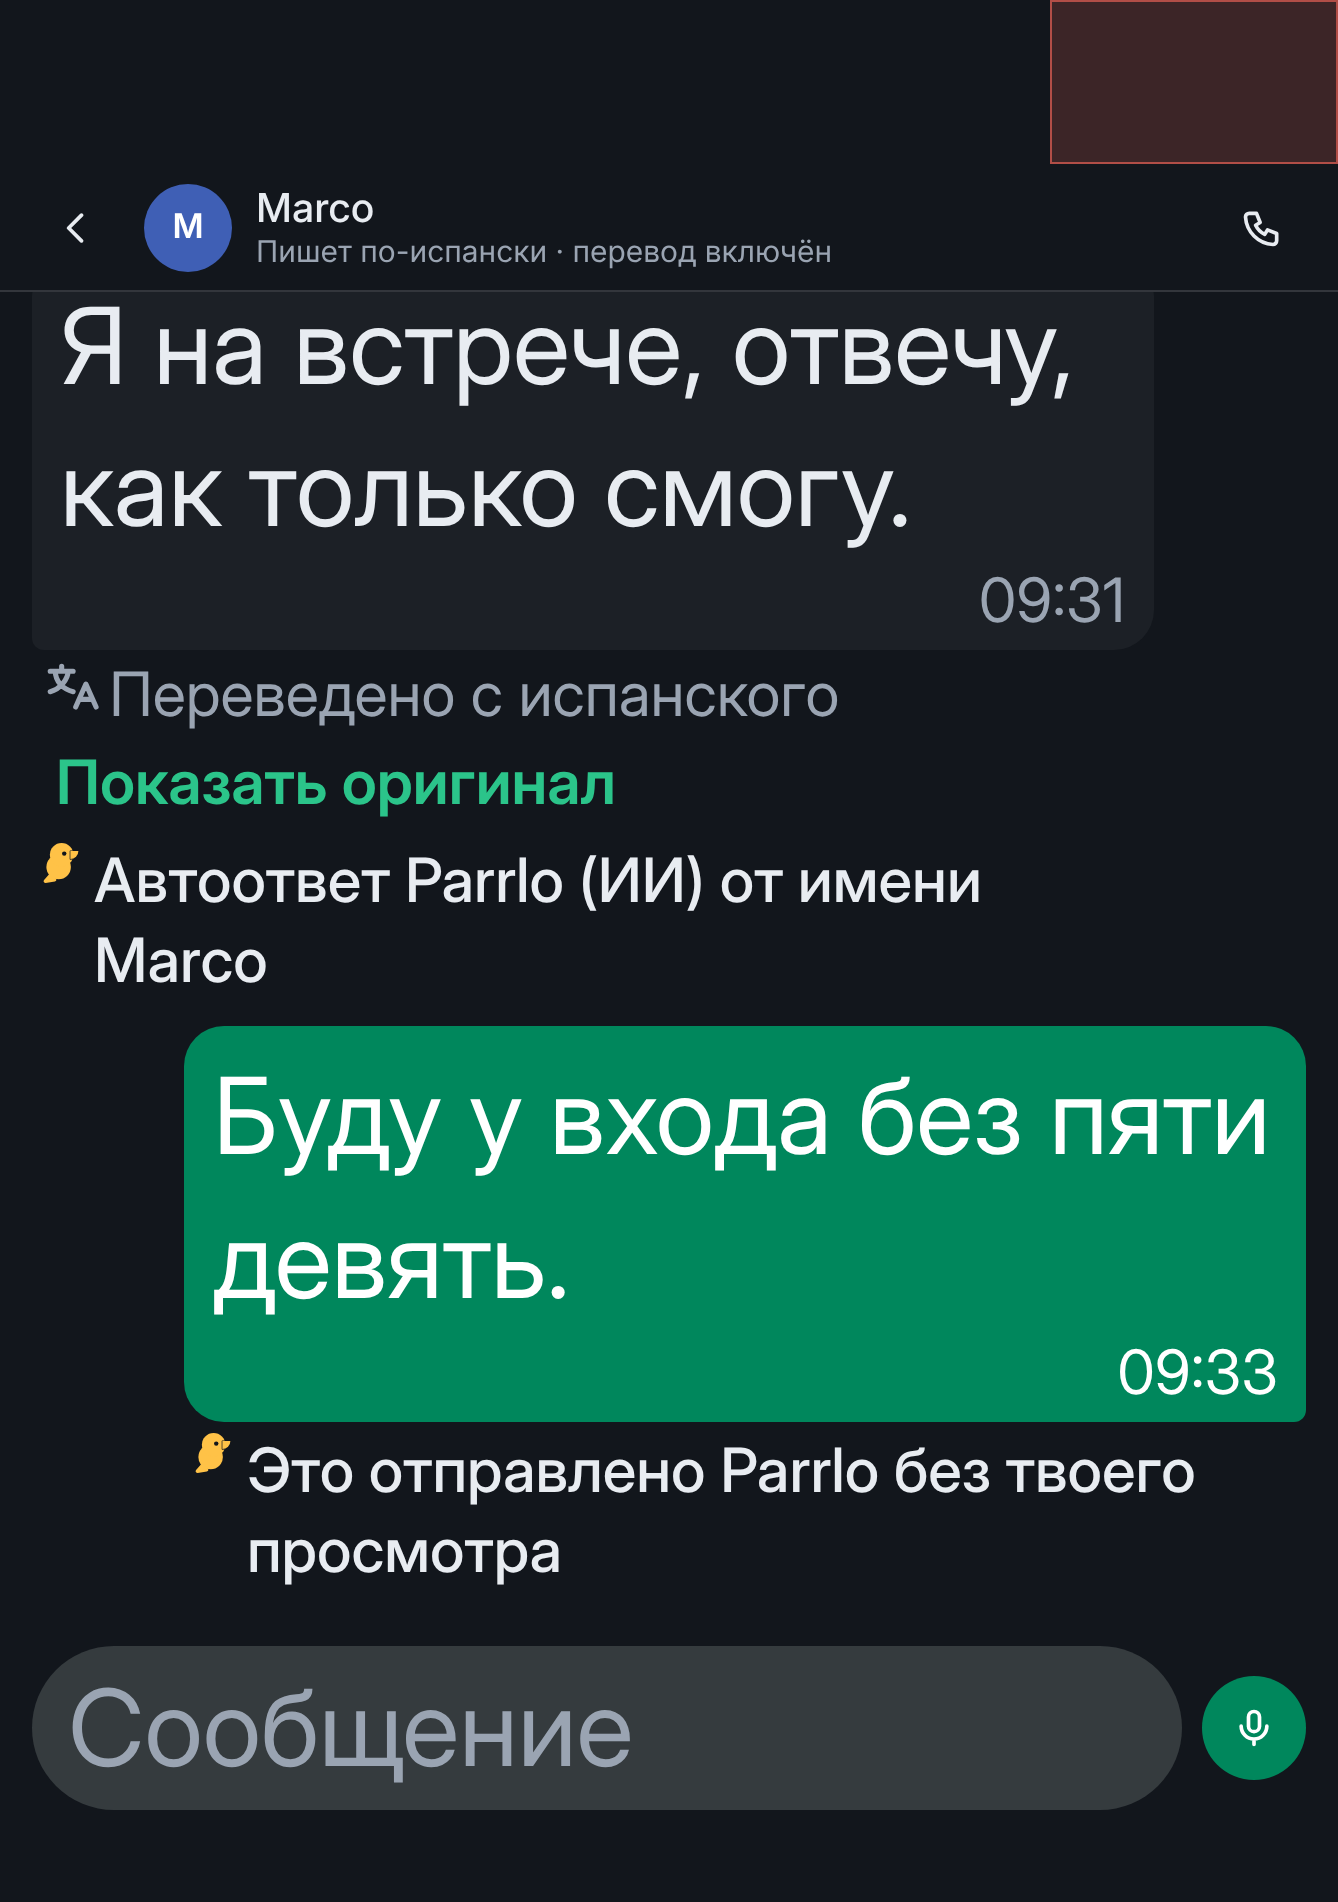 M
Marco
Пишет по-испански · перевод включён
Я на встрече, отвечу,
как только смогу.
09:31
Переведено с испанского
Показать оригинал
Автоответ Parrlo (ИИ) от имени
Marco
Буду у входа без пяти
девять.
09:33
Это отправлено Parrlo без твоего
просмотра
Сообщение